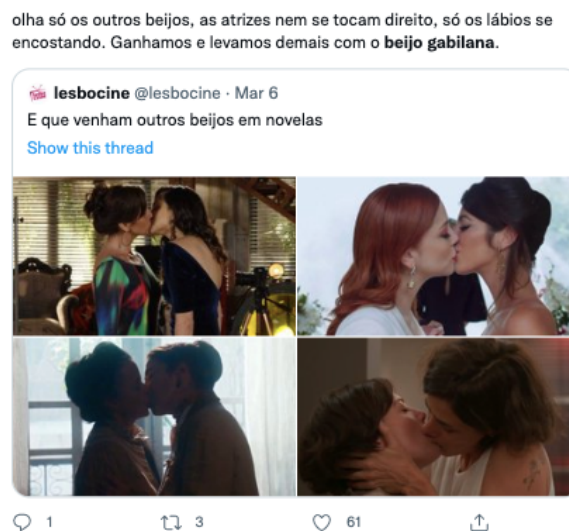 olha só os outros beijos, as atrizes nem se tocam direito, só os lábios se
encostando. Ganhamos e levamos demais com o beijo gabilana.
lesbocine @lesbocine · Mar 6
E que venham outros beijos em novelas
Show this thread
1 3 61